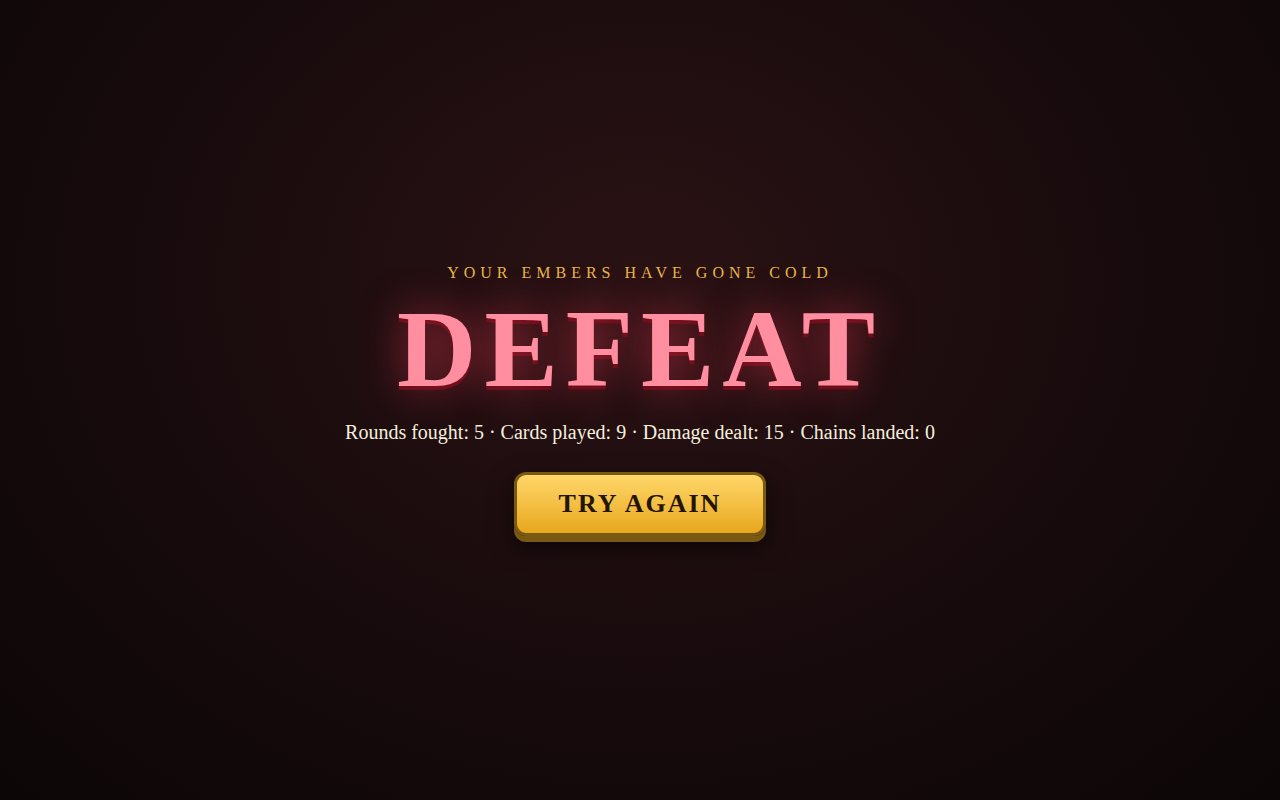 YOUR EMBERS HAVE GONE COLD
DEFEAT
Rounds fought: 5 · Cards played: 9 · Damage dealt: 15 · Chains landed: 0
TRY AGAIN